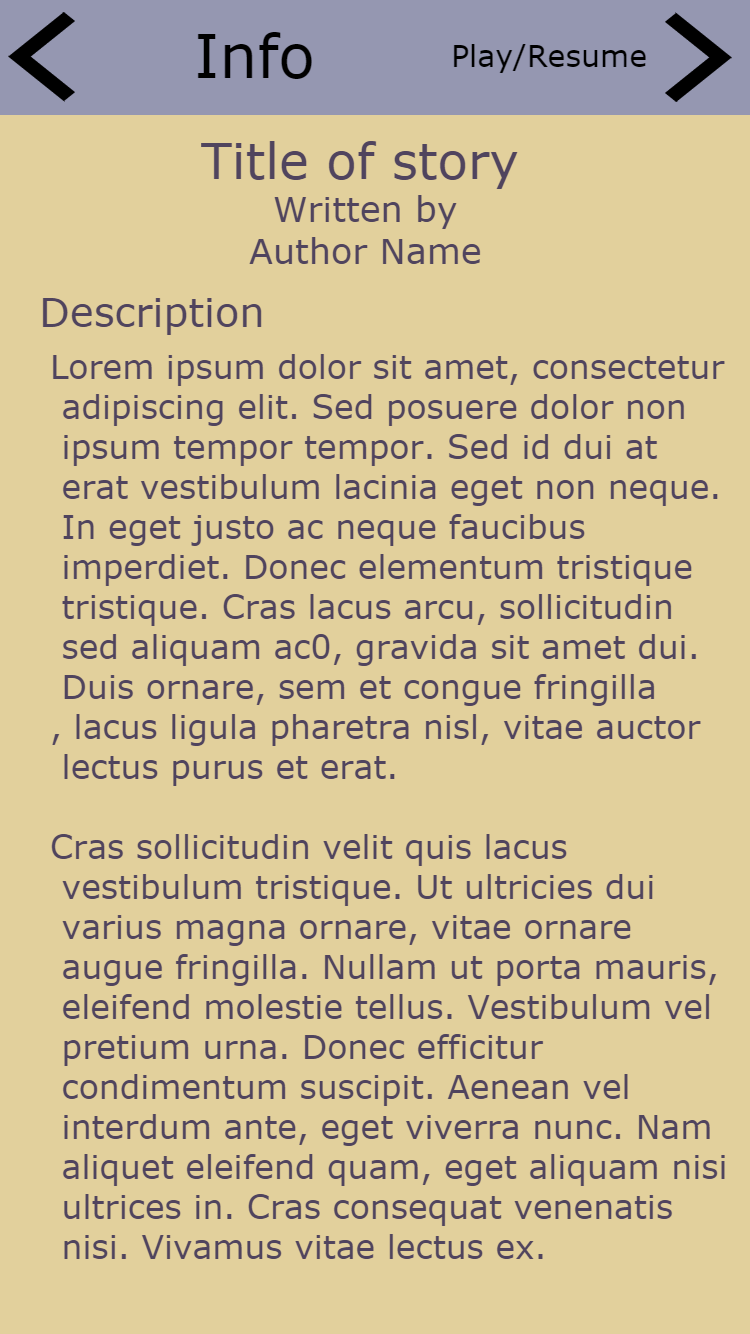 Info
Play/Resume
Title of story
Written by
Author Name
Description
Lorem ipsum dolor sit amet, consectetur
adipiscing elit. Sed posuere dolor non
ipsum tempor tempor. Sed id dui at
erat vestibulum lacinia eget non neque.
In eget justo ac neque faucibus
imperdiet. Donec elementum tristique
tristique. Cras lacus arcu, sollicitudin
sed aliquam ac0, gravida sit amet dui.
Duis ornare, sem et congue fringilla
, lacus ligula pharetra nisl, vitae auctor
lectus purus et erat.
Cras sollicitudin velit quis lacus
vestibulum tristique. Ut ultricies dui
varius magna ornare, vitae ornare
augue fringilla. Nullam ut porta mauris,
eleifend molestie tellus. Vestibulum vel
pretium urna. Donec efficitur
condimentum suscipit. Aenean vel
interdum ante, eget viverra nunc. Nam
aliquet eleifend quam, eget aliquam nisi
ultrices in. Cras consequat venenatis
nisi. Vivamus vitae lectus ex.